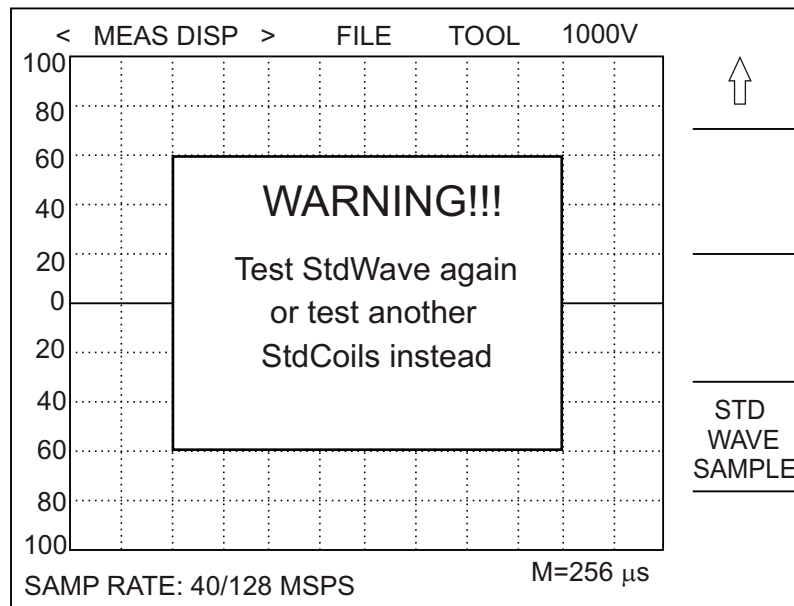 < MEAS DISP > FILE TOOL 1000V
100
80
60
40
20
0
20
40
60
80
100
WARNING!!!
Test StdWave again
or test another
StdCoils instead
STD
WAVE
SAMPLE
SAMP RATE: 40/128 MSPS
M=256 μs